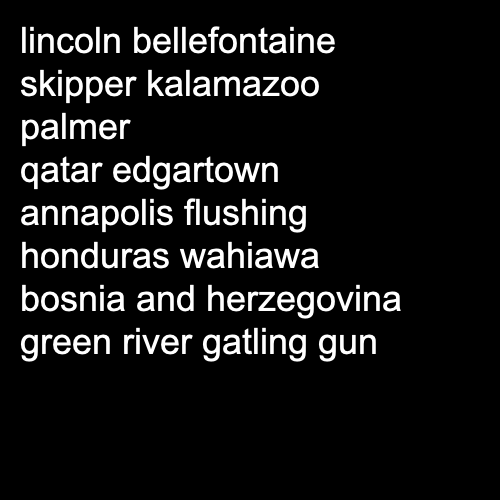 lincoln bellefontaine
skipper kalamazoo
palmer
qatar edgartown
annapolis flushing
honduras wahiawa
bosnia and herzegovina
green river gatling gun